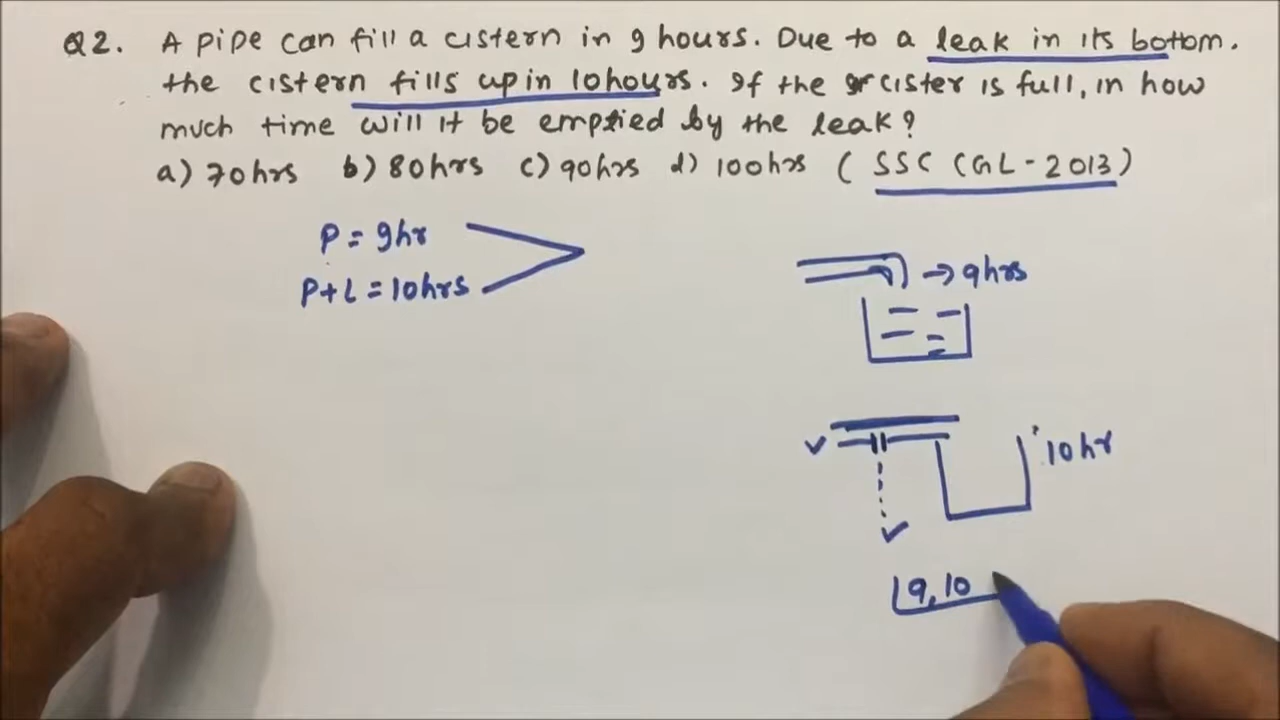 Q2. A pipe can fill a cistern in 9 hours. Due to a leak in its bottom.
the cistern fills up in 10 hours. If the cister is full, in how
much time will it be emptied by the leak?
a) 70hrs b) 80hrs c) 90hrs d) 100hrs ( SSC CGL - 2013 )
P = 9hr
P+L = 10hrs
→ 9hrs
10hr
9, 10